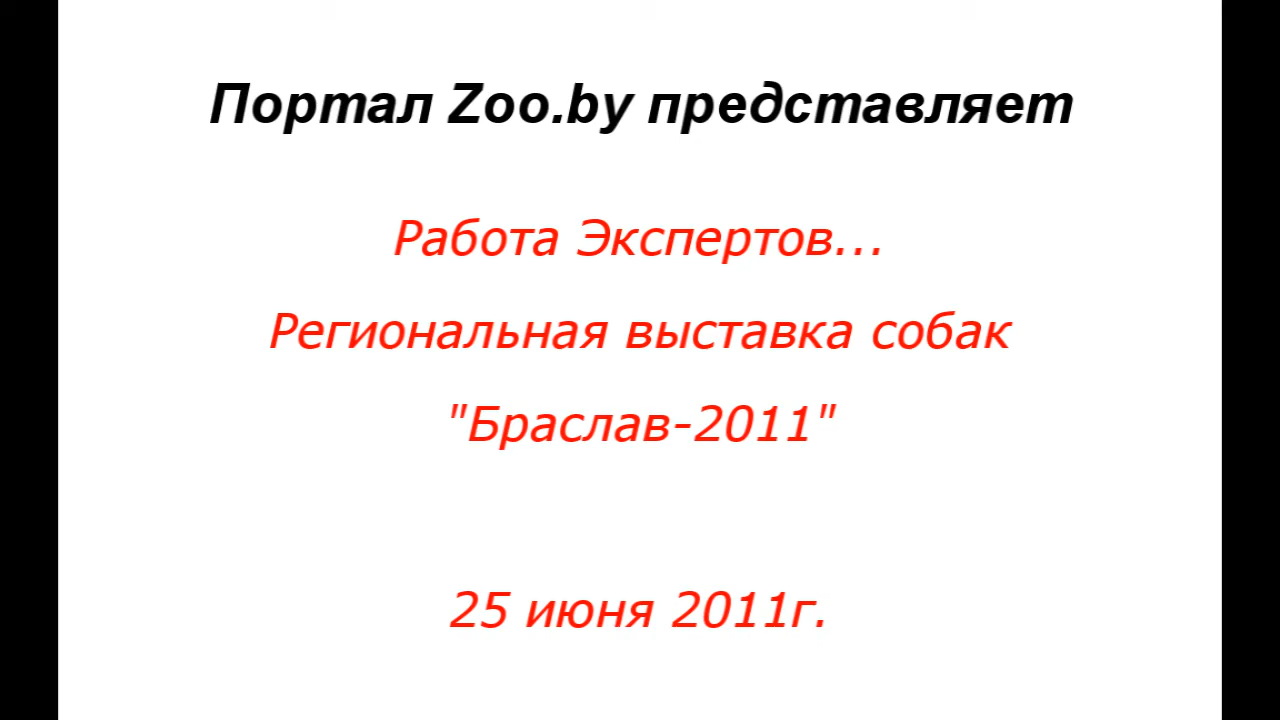 Портал Zoo.by представляет
Работа Экспертов...
Региональная выставка собак
"Браслав-2011"
25 июня 2011г.